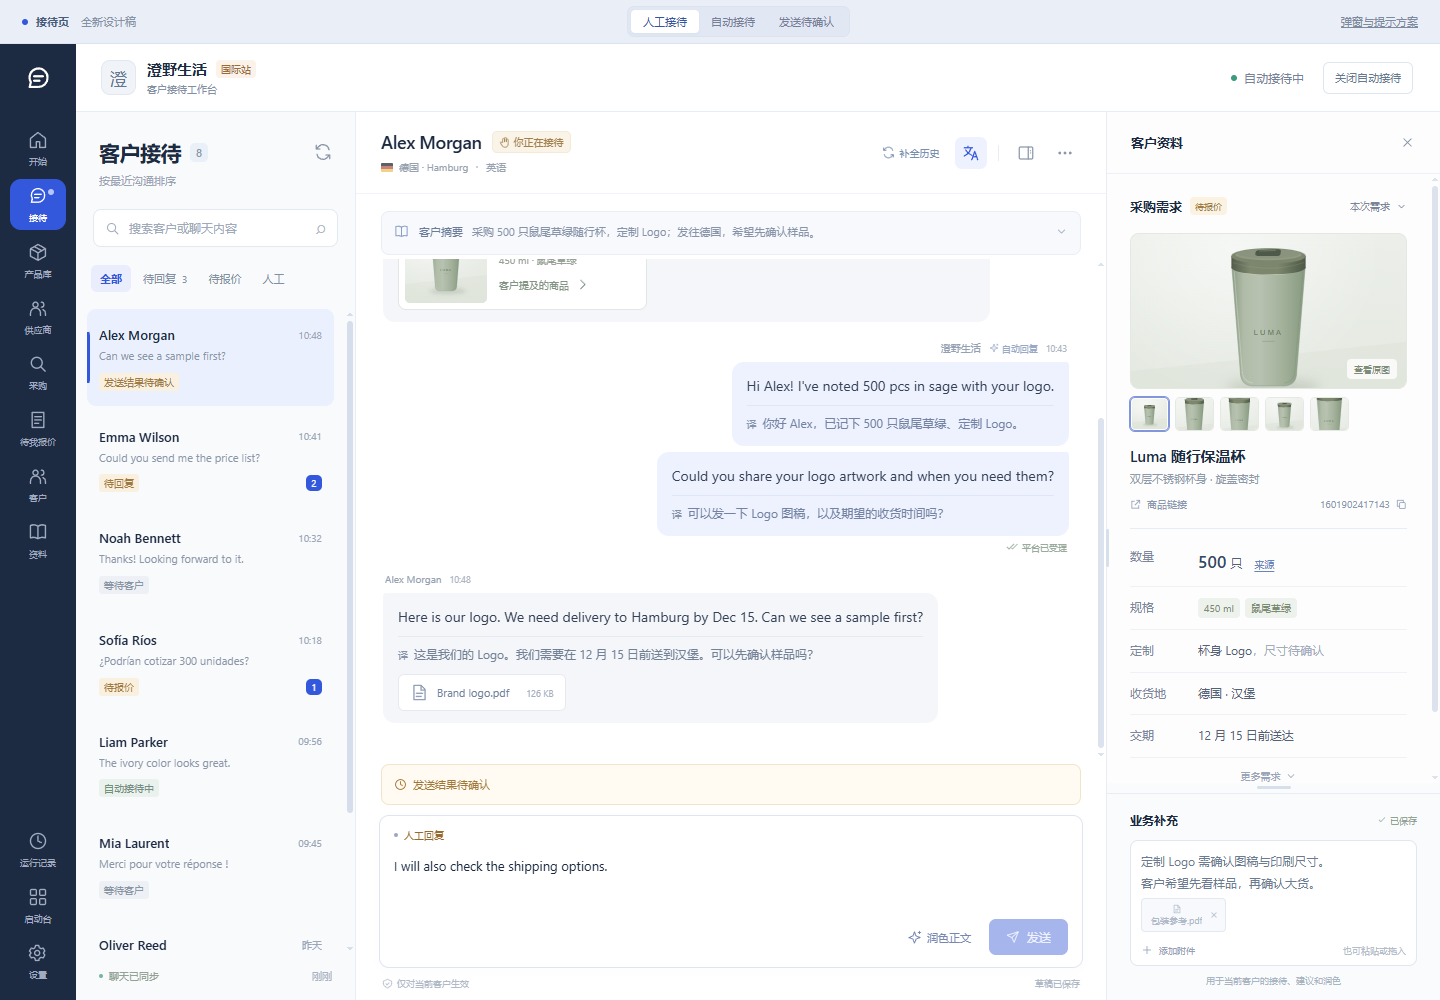 接待页 全新设计稿 人工接待 自动接待 发送待确认 弹窗与提示方案
澄 澄野生活 国际站
客户接待工作台
自动接待中 关闭自动接待
开始
接待
产品库
供应商
采购
待我报价
客户
资料
运行记录
启动台
设置
客户接待 8
按最近沟通排序
搜索客户或聊天内容
全部 待回复 3 待报价 人工
Alex Morgan 10:48
Can we see a sample first?
发送结果待确认
Emma Wilson 10:41
Could you send me the price list?
待回复 2
Noah Bennett 10:32
Thanks! Looking forward to it.
等待客户
Sofía Ríos 10:18
¿Podrían cotizar 300 unidades?
待报价 1
Liam Parker 09:56
The ivory color looks great.
自动接待中
Mia Laurent 09:45
Merci pour votre réponse !
等待客户
Oliver Reed 昨天
聊天已同步 刚刚
Alex Morgan 你正在接待
德国 · Hamburg · 英语
补全历史
客户摘要 采购 500 只鼠尾草绿随行杯，定制 Logo；发往德国，希望先确认样品。
450 ml · 鼠尾草绿
客户提及的商品
澄野生活 自动回复 10:43
Hi Alex! I've noted 500 pcs in sage with your logo.
译 你好 Alex，已记下 500 只鼠尾草绿、定制 Logo。
Could you share your logo artwork and when you need them?
译 可以发一下 Logo 图稿，以及期望的收货时间吗？
平台已受理
Alex Morgan 10:48
Here is our logo. We need delivery to Hamburg by Dec 15. Can we see a sample first?
译 这是我们的 Logo。我们需要在 12 月 15 日前送到汉堡。可以先确认样品吗？
Brand logo.pdf 126 KB
发送结果待确认
人工回复
I will also check the shipping options.
润色正文 发送
仅对当前客户生效 草稿已保存
客户资料
采购需求 待报价 本次需求
LUMA
查看原图
Luma 随行保温杯
双层不锈钢杯身 · 旋盖密封
商品链接 1601902417143
数量 500 只 来源
规格 450 ml 鼠尾草绿
定制 杯身 Logo，尺寸待确认
收货地 德国 · 汉堡
交期 12 月 15 日前送达
更多需求
业务补充 已保存
定制 Logo 需确认图稿与印刷尺寸。
客户希望先看样品，再确认大货。
包装参考.pdf
添加附件 也可粘贴或拖入
用于当前客户的接待、建议和润色